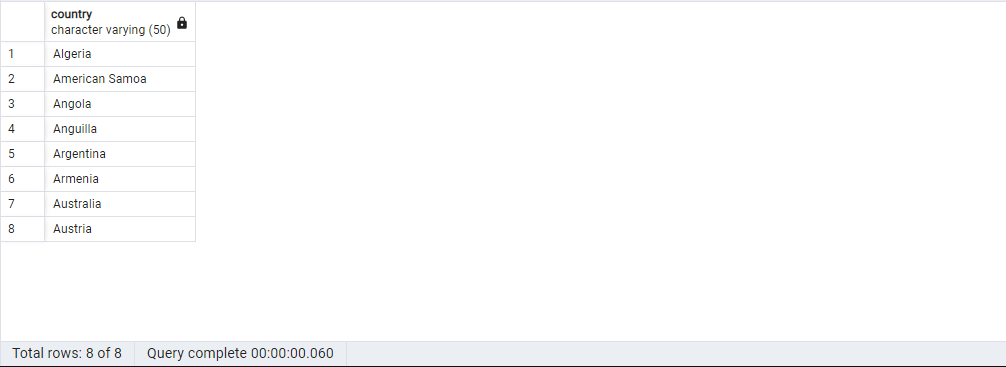 country
character varying (50)
1 Algeria
2 American Samoa
3 Angola
4 Anguilla
5 Argentina
6 Armenia
7 Australia
8 Austria
Total rows: 8 of 8 Query complete 00:00:00.060